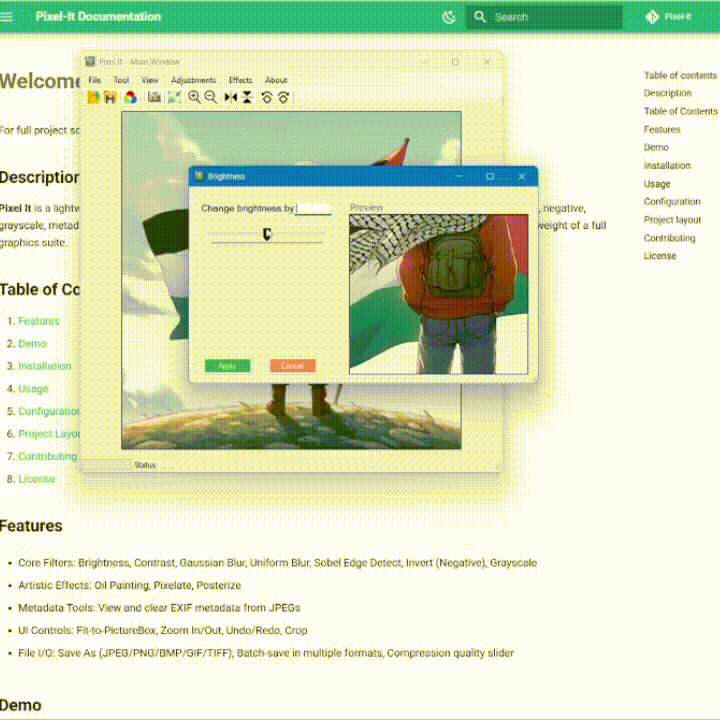 Pixel-It Documentation
Search
Pixel-It
Welcome
Pixel It - Main Window
File Tool View Adjustments Effects About
Table of contents
Description
Table of Contents
Features
Demo
Installation
Usage
Configuration
Project layout
Contributing
License
For full project
Description
Brightness
Change brightness by
Preview
Apply
Cancel
Pixel It is a lightw
, negative,
grayscale, metad
weight of a full
graphics suite.
Table of Co
1. Features
2. Demo
3. Installation
4. Usage
5. Configuration
6. Project Layou
7. Contributing
8. License
Status
Features
• Core Filters: Brightness, Contrast, Gaussian Blur, Uniform Blur, Sobel Edge Detect, Invert (Negative), Grayscale
• Artistic Effects: Oil Painting, Pixelate, Posterize
• Metadata Tools: View and clear EXIF metadata from JPEGs
• UI Controls: Fit-to-PictureBox, Zoom In/Out, Undo/Redo, Crop
• File I/O: Save As (JPEG/PNG/BMP/GIF/TIFF), Batch-save in multiple formats, Compression quality slider
Demo